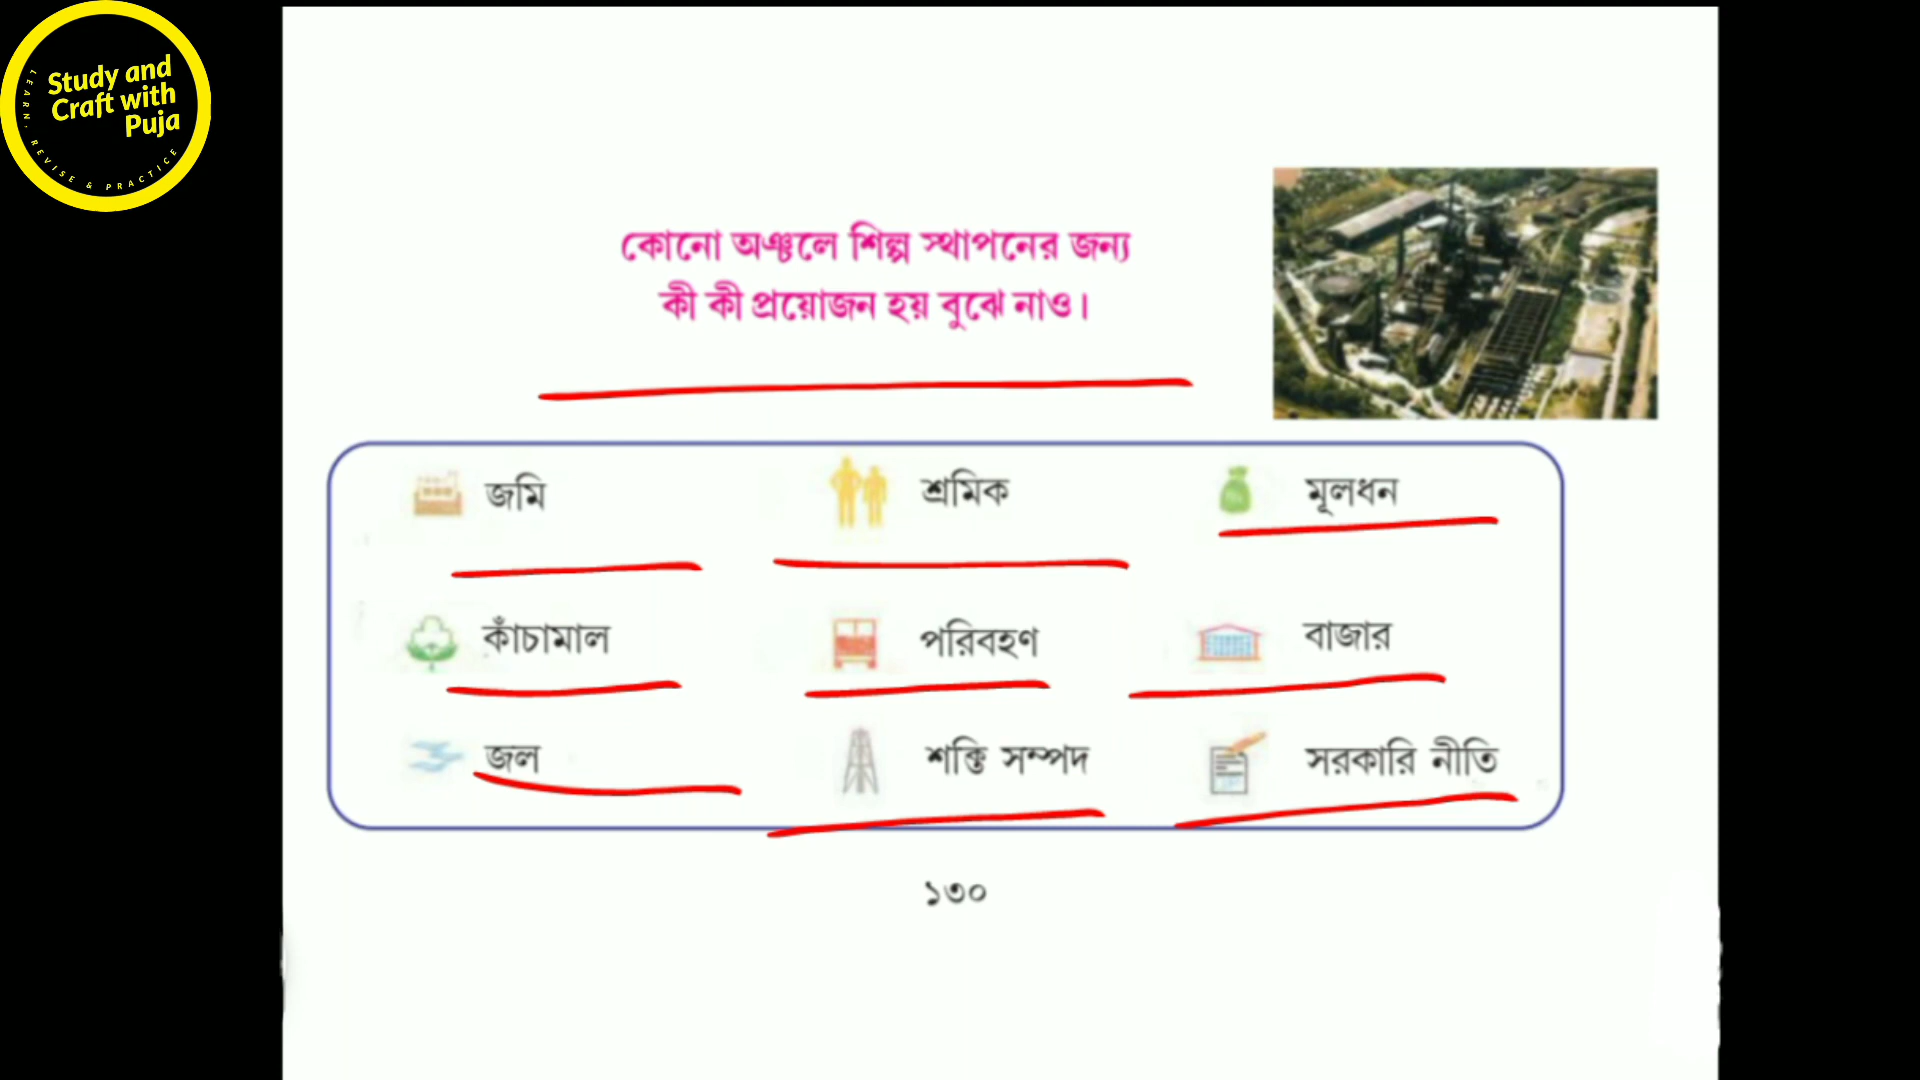 Study and
Craft with
Puja
LEARN, REVISE & PRACTICE
কোনো অঞ্চলে শিল্প স্থাপনের জন্য
কী কী প্রয়োজন হয় বুঝে নাও।
জমি শ্রমিক মূলধন
কাঁচামাল পরিবহণ বাজার
জল শক্তি সম্পদ সরকারি নীতি
১৩০